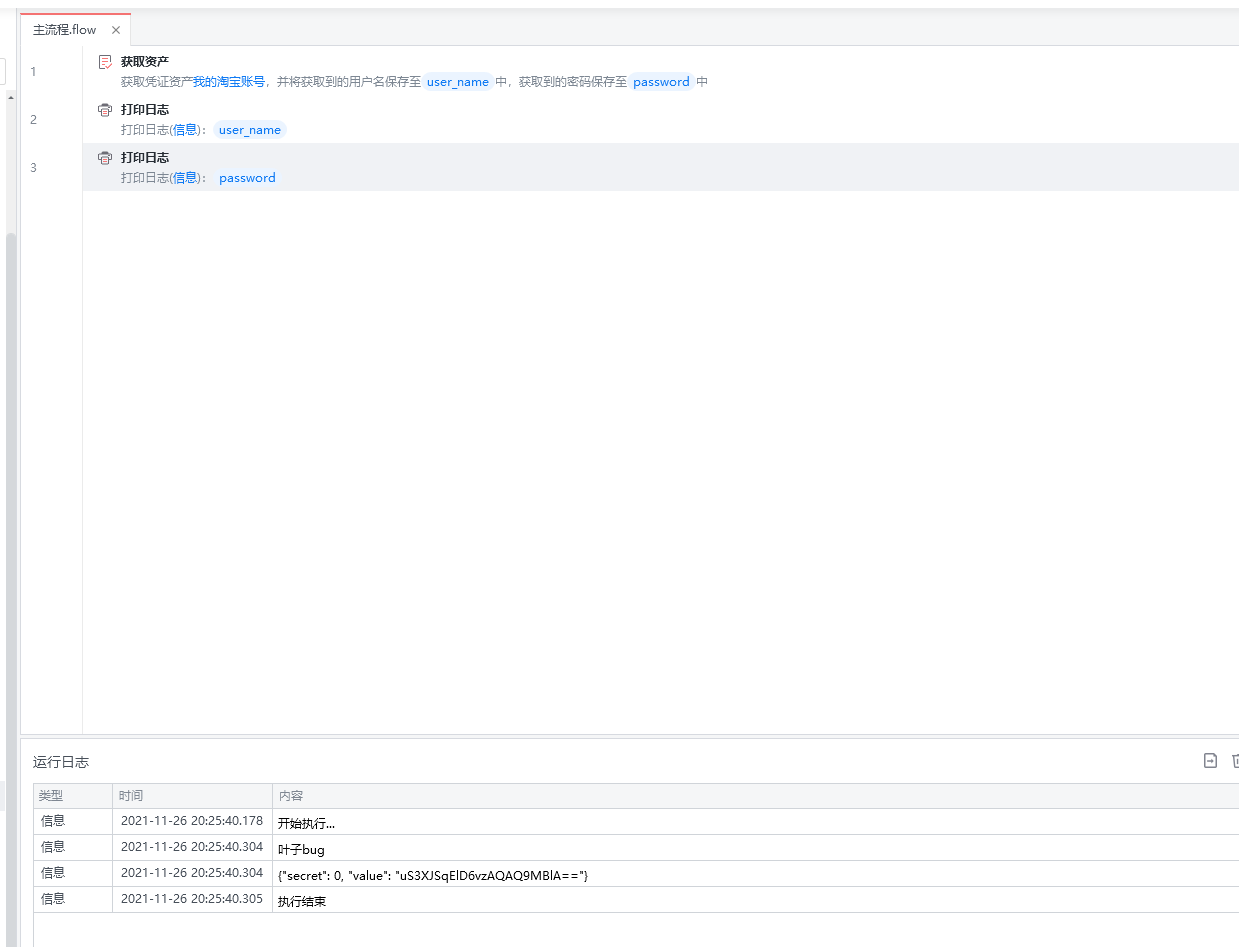 主流程.flow
1
获取资产
获取凭证资产我的淘宝账号，并将获取到的用户名保存至 user_name 中，获取到的密码保存至 password 中
2
打印日志
打印日志(信息)： user_name
3
打印日志
打印日志(信息)： password
运行日志
类型 时间 内容
信息 2021-11-26 20:25:40.178 开始执行...
信息 2021-11-26 20:25:40.304 叶子bug
信息 2021-11-26 20:25:40.304 {"secret": 0, "value": "uS3XJSqElD6vzAQAQ9MBlA=="}
信息 2021-11-26 20:25:40.305 执行结束